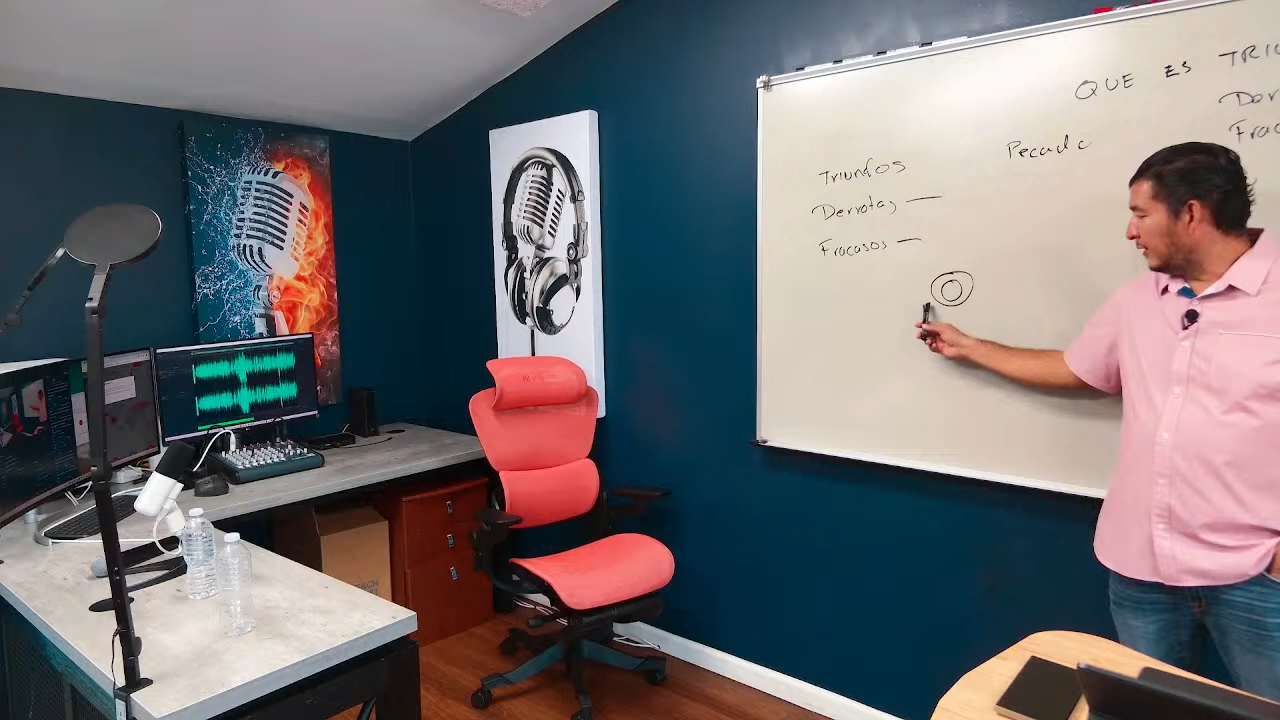 QUE ES
Pecado
Triunfos
Derrotas —
Fracasos —